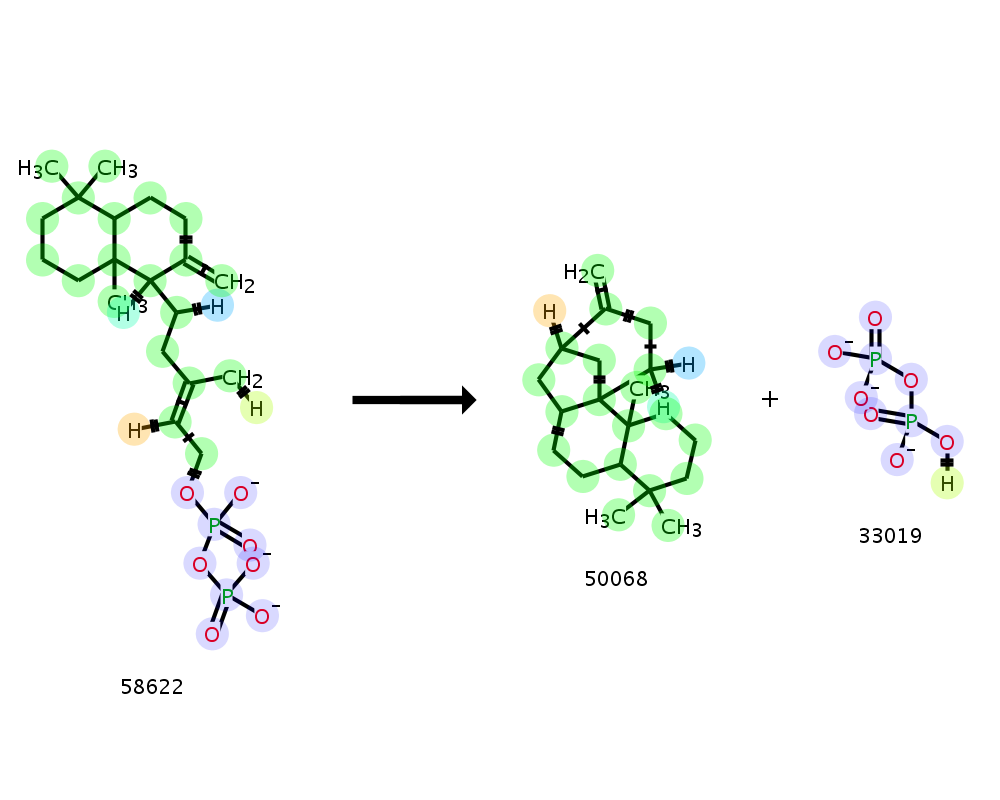 H3C CH3
CH2
CH3
H
H
CH2
H
H
O O−
P O
O O−
P
O−
O
58622
H2C
H
H
CH3
H
H3C
CH3
50068
+
O
O−
P
O
O−
O
P
O
O−
H
33019